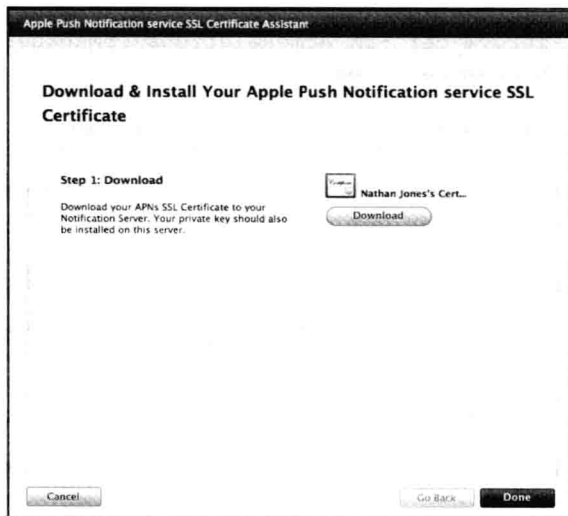 Apple Push Notification service SSL Certificate Assistant
Download & Install Your Apple Push Notification service SSL
Certificate
Step 1: Download
Nathan Jones's Cert...
Download your APNs SSL Certificate to your
Notification Server. Your private key should also
be installed on this server.
Download
Cancel
Go Back
Done